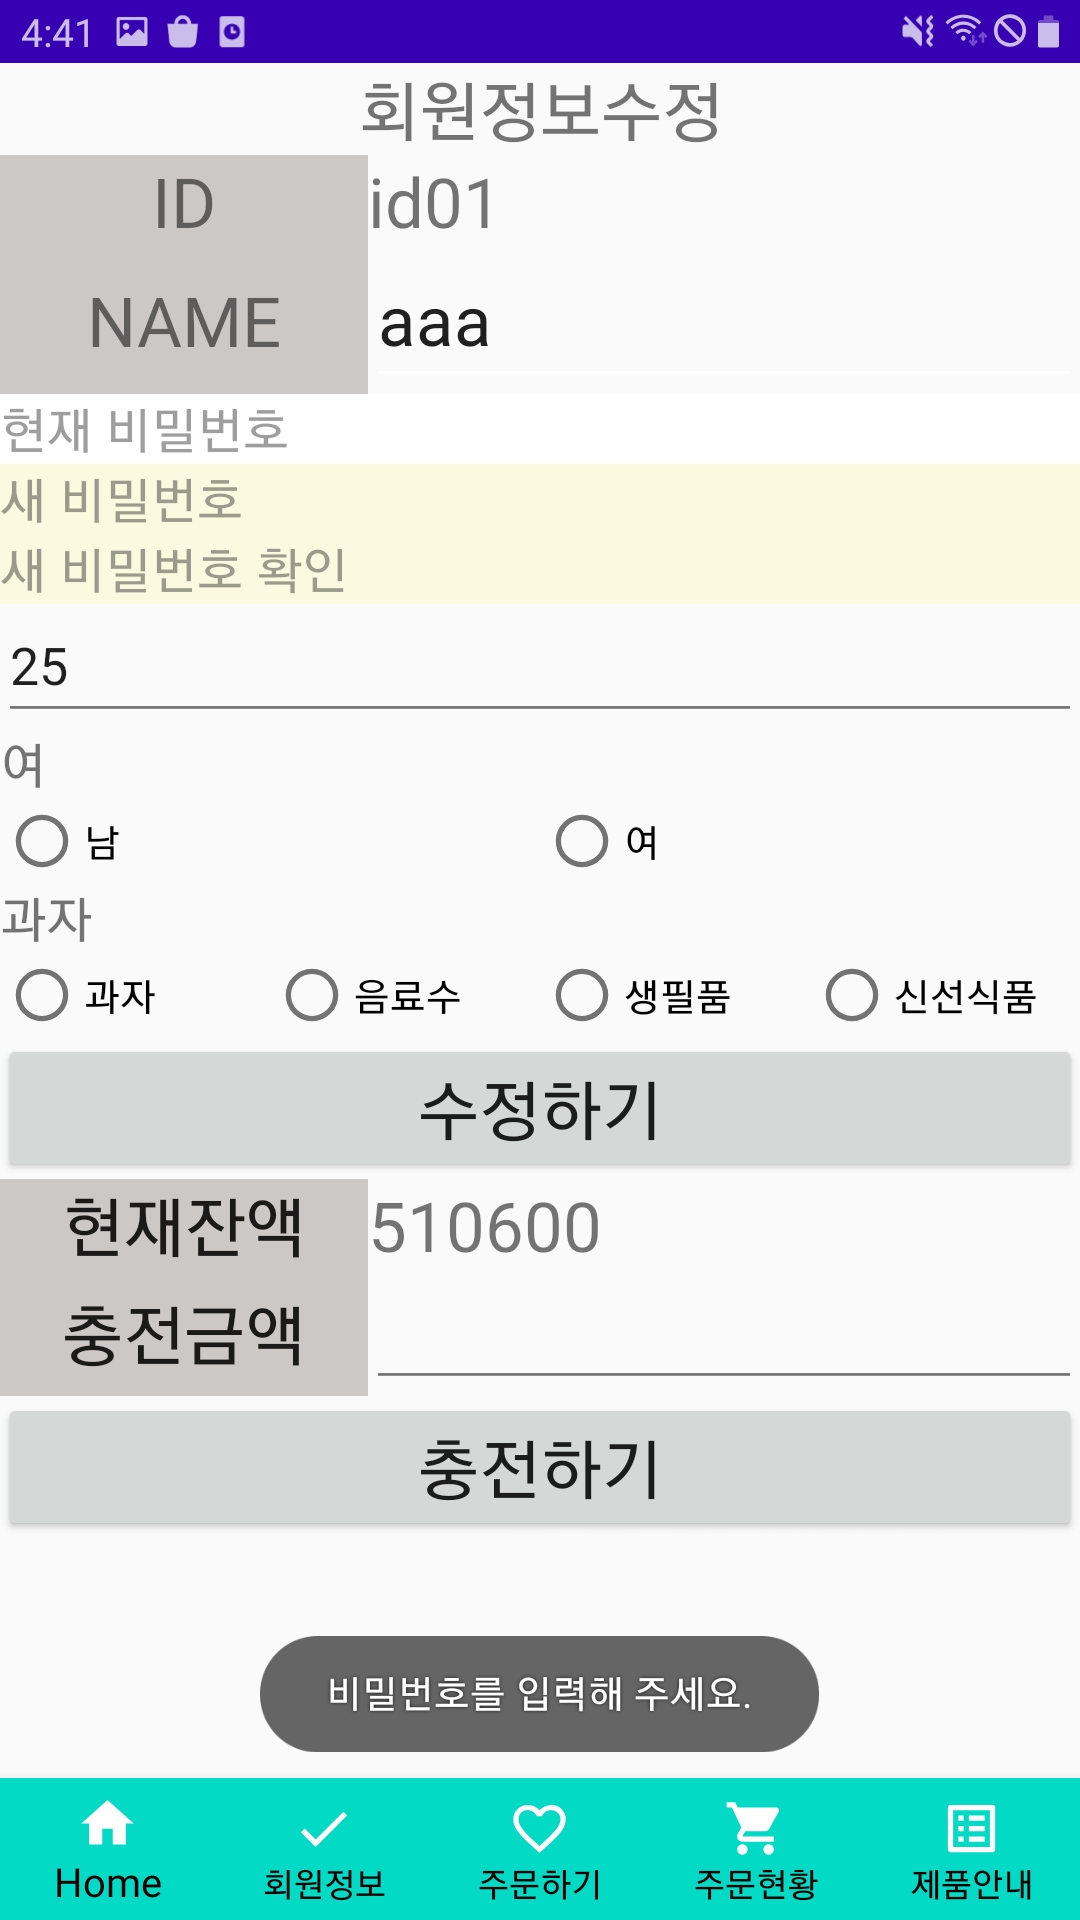 4:41
회원정보수정
ID id01
NAME aaa
현재 비밀번호
새 비밀번호
새 비밀번호 확인
25
여
남 여
과자
과자 음료수 생필품 신선식품
수정하기
현재잔액 510600
충전금액
충전하기
비밀번호를 입력해 주세요.
Home 회원정보 주문하기 주문현황 제품안내